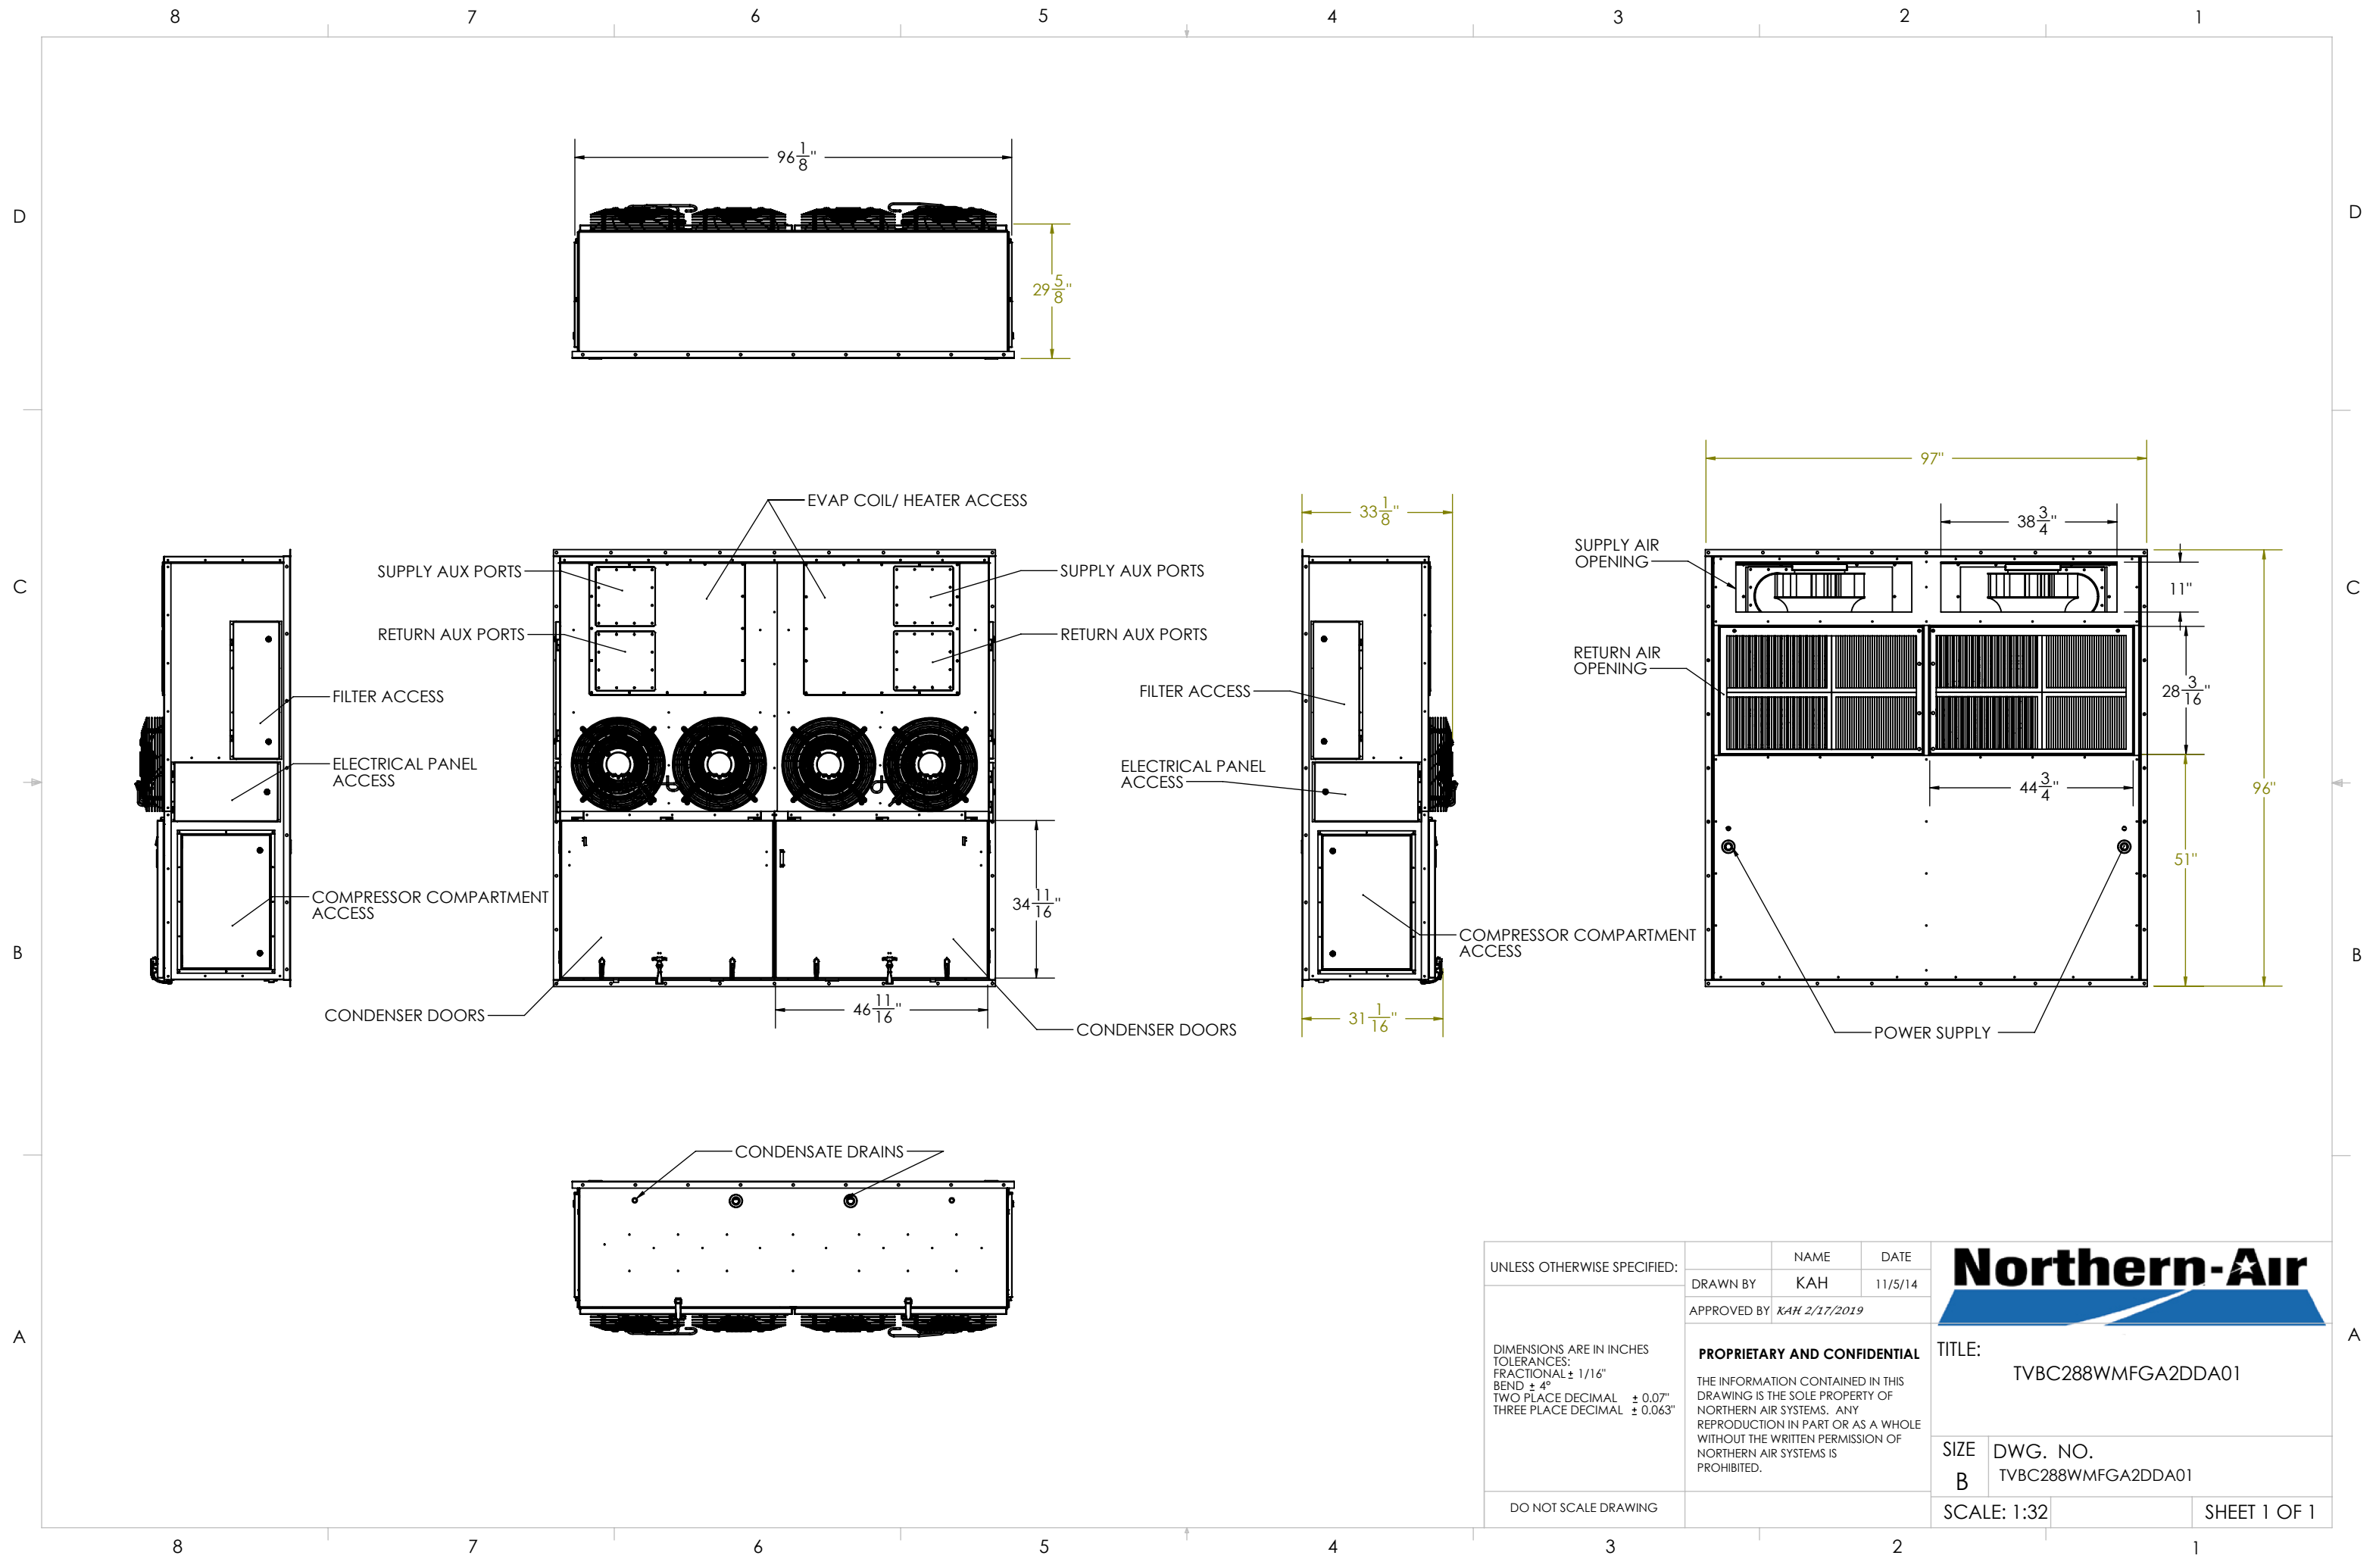 8 7 6 5 4 3 2 1
D D
96 1/8"
29 5/8"
C C
EVAP COIL/ HEATER ACCESS
SUPPLY AUX PORTS
RETURN AUX PORTS
SUPPLY AUX PORTS
RETURN AUX PORTS
FILTER ACCESS
ELECTRICAL PANEL
ACCESS
COMPRESSOR COMPARTMENT
ACCESS
CONDENSER DOORS
34 11/16"
46 11/16"
CONDENSER DOORS
33 1/8"
FILTER ACCESS
ELECTRICAL PANEL
ACCESS
COMPRESSOR COMPARTMENT
ACCESS
31 1/16"
97"
38 3/4"
SUPPLY AIR
OPENING
11"
RETURN AIR
OPENING
28 3/16"
44 3/4"
96"
51"
POWER SUPPLY
B B
CONDENSATE DRAINS
A A
UNLESS OTHERWISE SPECIFIED:
DIMENSIONS ARE IN INCHES
TOLERANCES:
FRACTIONAL ± 1/16"
BEND ± 4°
TWO PLACE DECIMAL ± 0.07"
THREE PLACE DECIMAL ± 0.063"
DO NOT SCALE DRAWING
NAME DATE
DRAWN BY KAH 11/5/14
APPROVED BY KAH 2/17/2019
PROPRIETARY AND CONFIDENTIAL
THE INFORMATION CONTAINED IN THIS
DRAWING IS THE SOLE PROPERTY OF
NORTHERN AIR SYSTEMS. ANY
REPRODUCTION IN PART OR AS A WHOLE
WITHOUT THE WRITTEN PERMISSION OF
NORTHERN AIR SYSTEMS IS
PROHIBITED.
Northern-Air
TITLE:
TVBC288WMFGA2DDA01
SIZE
B
DWG. NO.
TVBC288WMFGA2DDA01
SCALE: 1:32
SHEET 1 OF 1
8 7 6 5 4 3 2 1